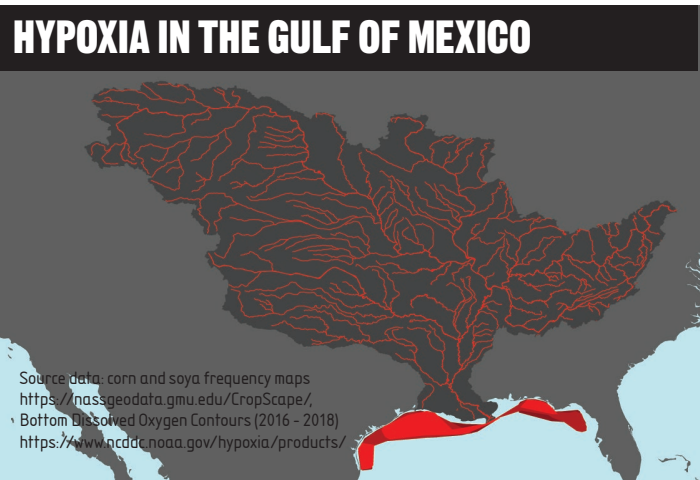 HYPOXIA IN THE GULF OF MEXICO
Source data: corn and soya frequency maps
https://nassgeodata.gmu.edu/CropScape/,
Bottom Dissolved Oxygen Contours (2016 - 2018)
https://www.ncddc.noaa.gov/hypoxia/products/